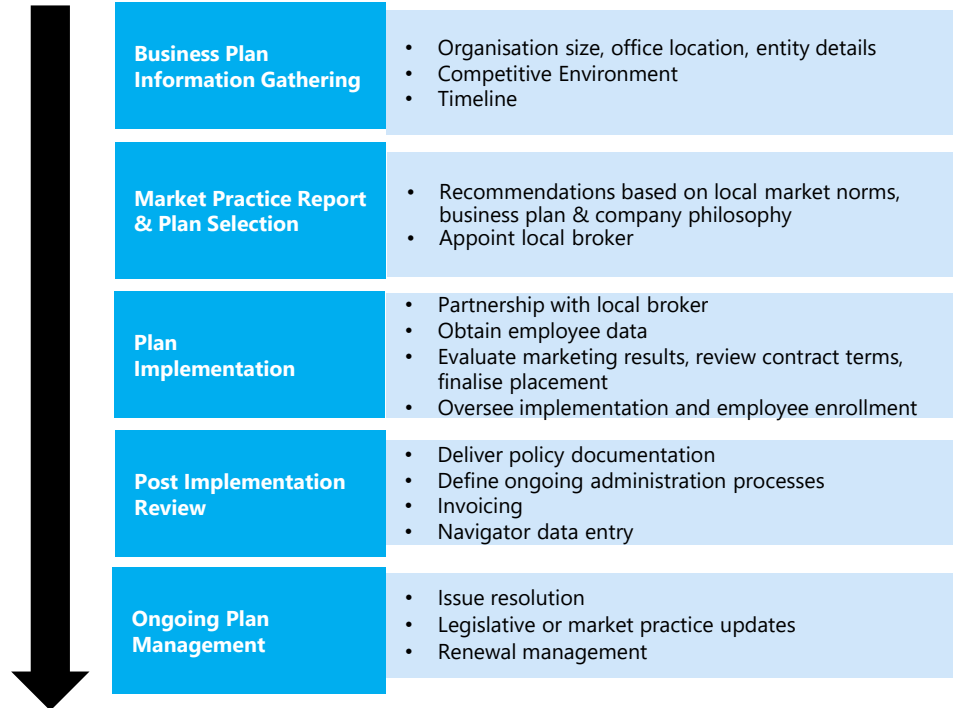 Business Plan
Information Gathering
• Organisation size, office location, entity details
• Competitive Environment
• Timeline
Market Practice Report
& Plan Selection
• Recommendations based on local market norms,
business plan & company philosophy
• Appoint local broker
Plan
Implementation
• Partnership with local broker
• Obtain employee data
• Evaluate marketing results, review contract terms,
finalise placement
• Oversee implementation and employee enrollment
Post Implementation
Review
• Deliver policy documentation
• Define ongoing administration processes
• Invoicing
• Navigator data entry
Ongoing Plan
Management
• Issue resolution
• Legislative or market practice updates
• Renewal management